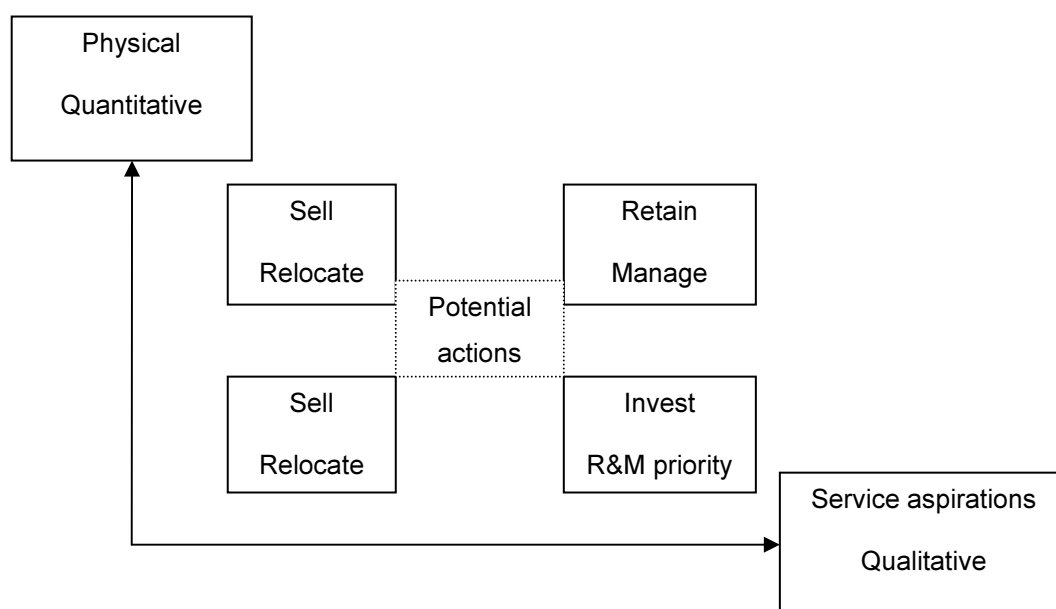 Physical
Quantitative
Sell
Relocate
Retain
Manage
Potential
actions
Sell
Relocate
Invest
R&M priority
Service aspirations
Qualitative